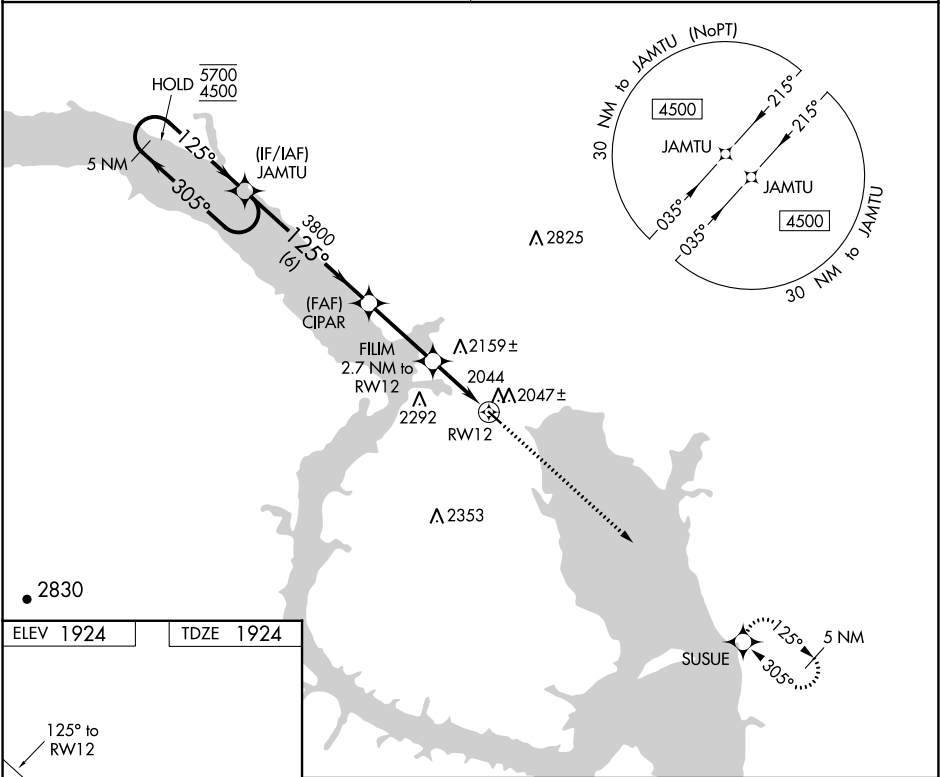 HOLD 5700
4500
125°
5 NM
305°
(IF/IAF)
JAMTU
3800
125°
(6)
(FAF)
CIPAR
FILIM
2.7 NM to
RW12
2159±
2044
2047±
2292
RW12
2825
2353
2830
30 NM to JAMTU (NoPT)
4500
215°
215°
JAMTU
JAMTU
035°
035°
4500
30 NM to JAMTU
SUSUE
125°
305°
5 NM
ELEV 1924
TDZE 1924
125° to
RW12